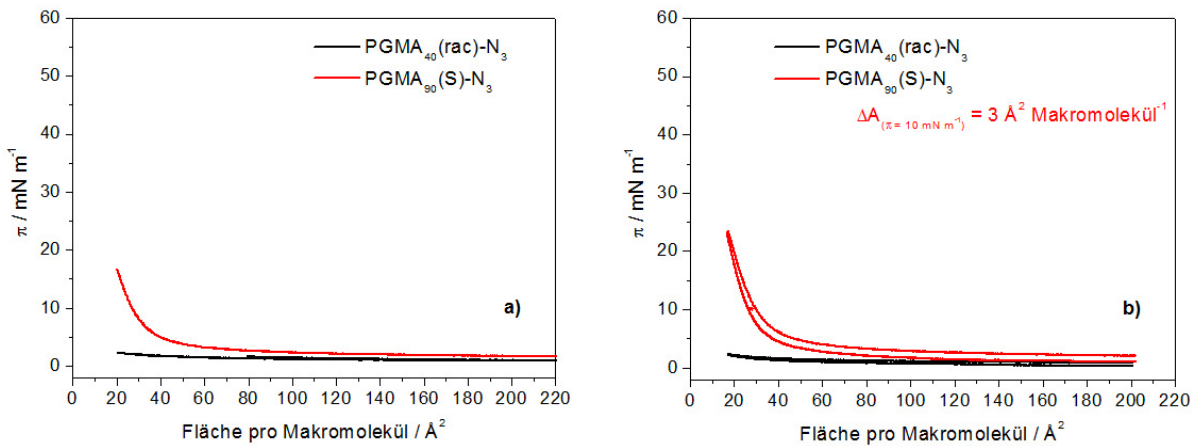 60
50
40
30
20
10
0
π / mN m⁻¹
PGMA₄₀(rac)-N₃
PGMA₉₀(S)-N₃
a)
0 20 40 60 80 100 120 140 160 180 200 220
Fläche pro Makromolekül / Å²
60
50
40
30
20
10
0
π / mN m⁻¹
PGMA₄₀(rac)-N₃
PGMA₉₀(S)-N₃
ΔA₍π = 10 mN m⁻¹₎ = 3 Å² Makromolekül⁻¹
b)
0 20 40 60 80 100 120 140 160 180 200 220
Fläche pro Makromolekül / Å²